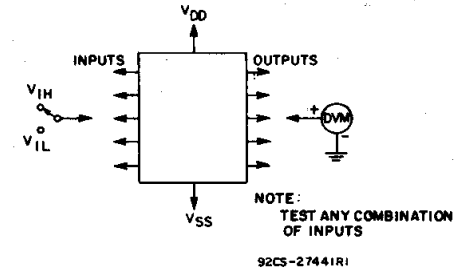 VDD
INPUTS
OUTPUTS
VIH
VIL
+
DVM
-
VSS
NOTE:
TEST ANY COMBINATION
OF INPUTS
92CS-27441R1